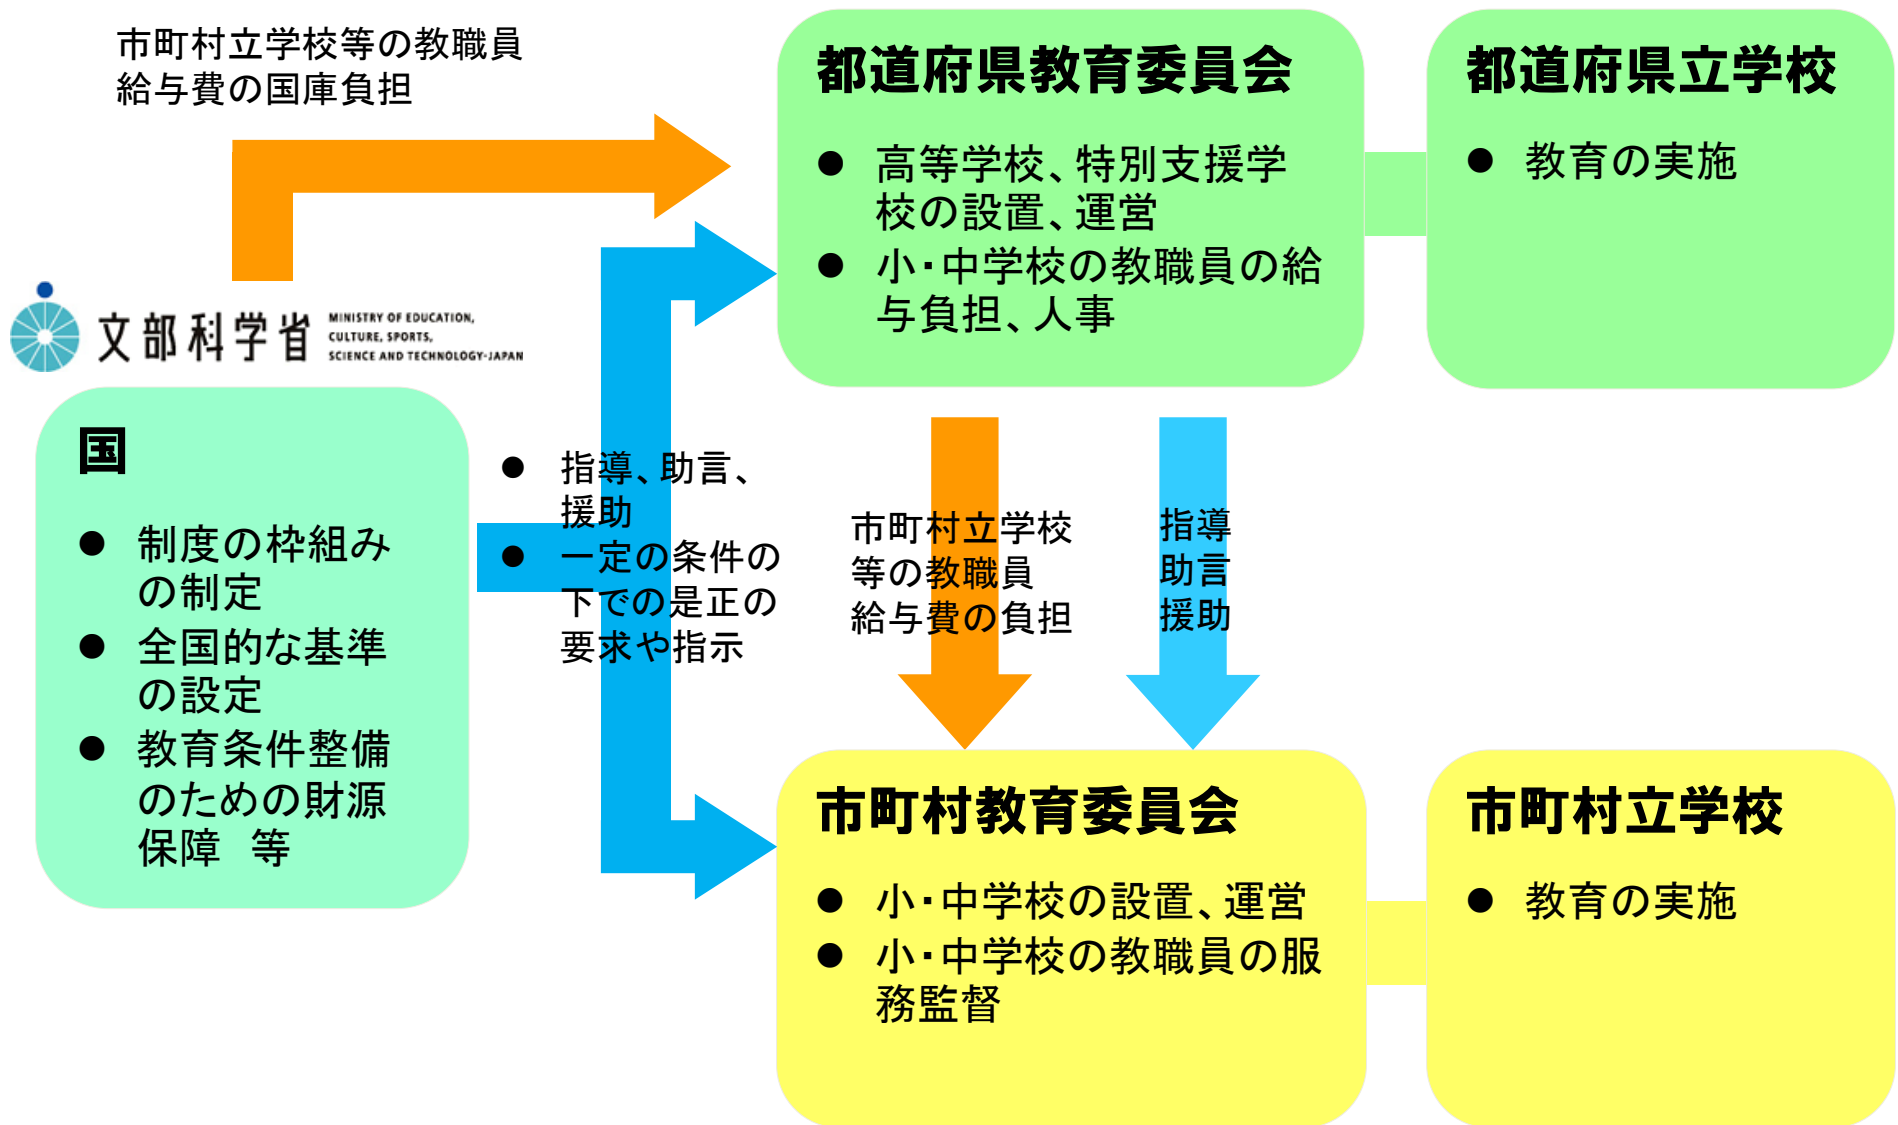 市町村立学校等の教職員
給与費の国庫負担
文部科学省
MINISTRY OF EDUCATION,
CULTURE, SPORTS,
SCIENCE AND TECHNOLOGY-JAPAN
国
● 制度の枠組み
の制定
● 全国的な基準
の設定
● 教育条件整備
のための財源
保障　等
● 指導、助言、
援助
● 一定の条件の
下での是正の
要求や指示
都道府県教育委員会
● 高等学校、特別支援学
校の設置、運営
● 小・中学校の教職員の給
与負担、人事
都道府県立学校
● 教育の実施
市町村立学校
等の教職員
給与費の負担
指導
助言
援助
市町村教育委員会
● 小・中学校の設置、運営
● 小・中学校の教職員の服
務監督
市町村立学校
● 教育の実施